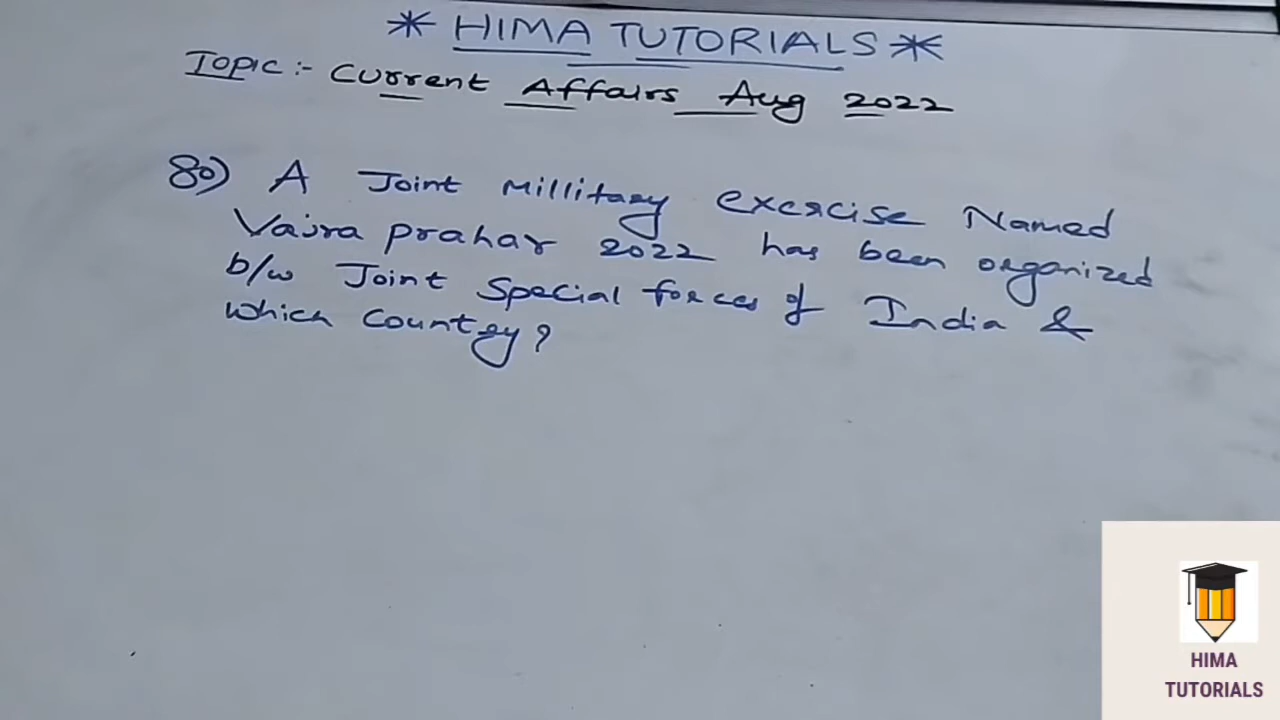 * HIMA TUTORIALS *
Topic:- Current Affairs Aug 2022
80) A Joint Millitary Exercise Named
Vajra prahar 2022 has been organized
b/w Joint Special forces of India &
which country?
HIMA
TUTORIALS